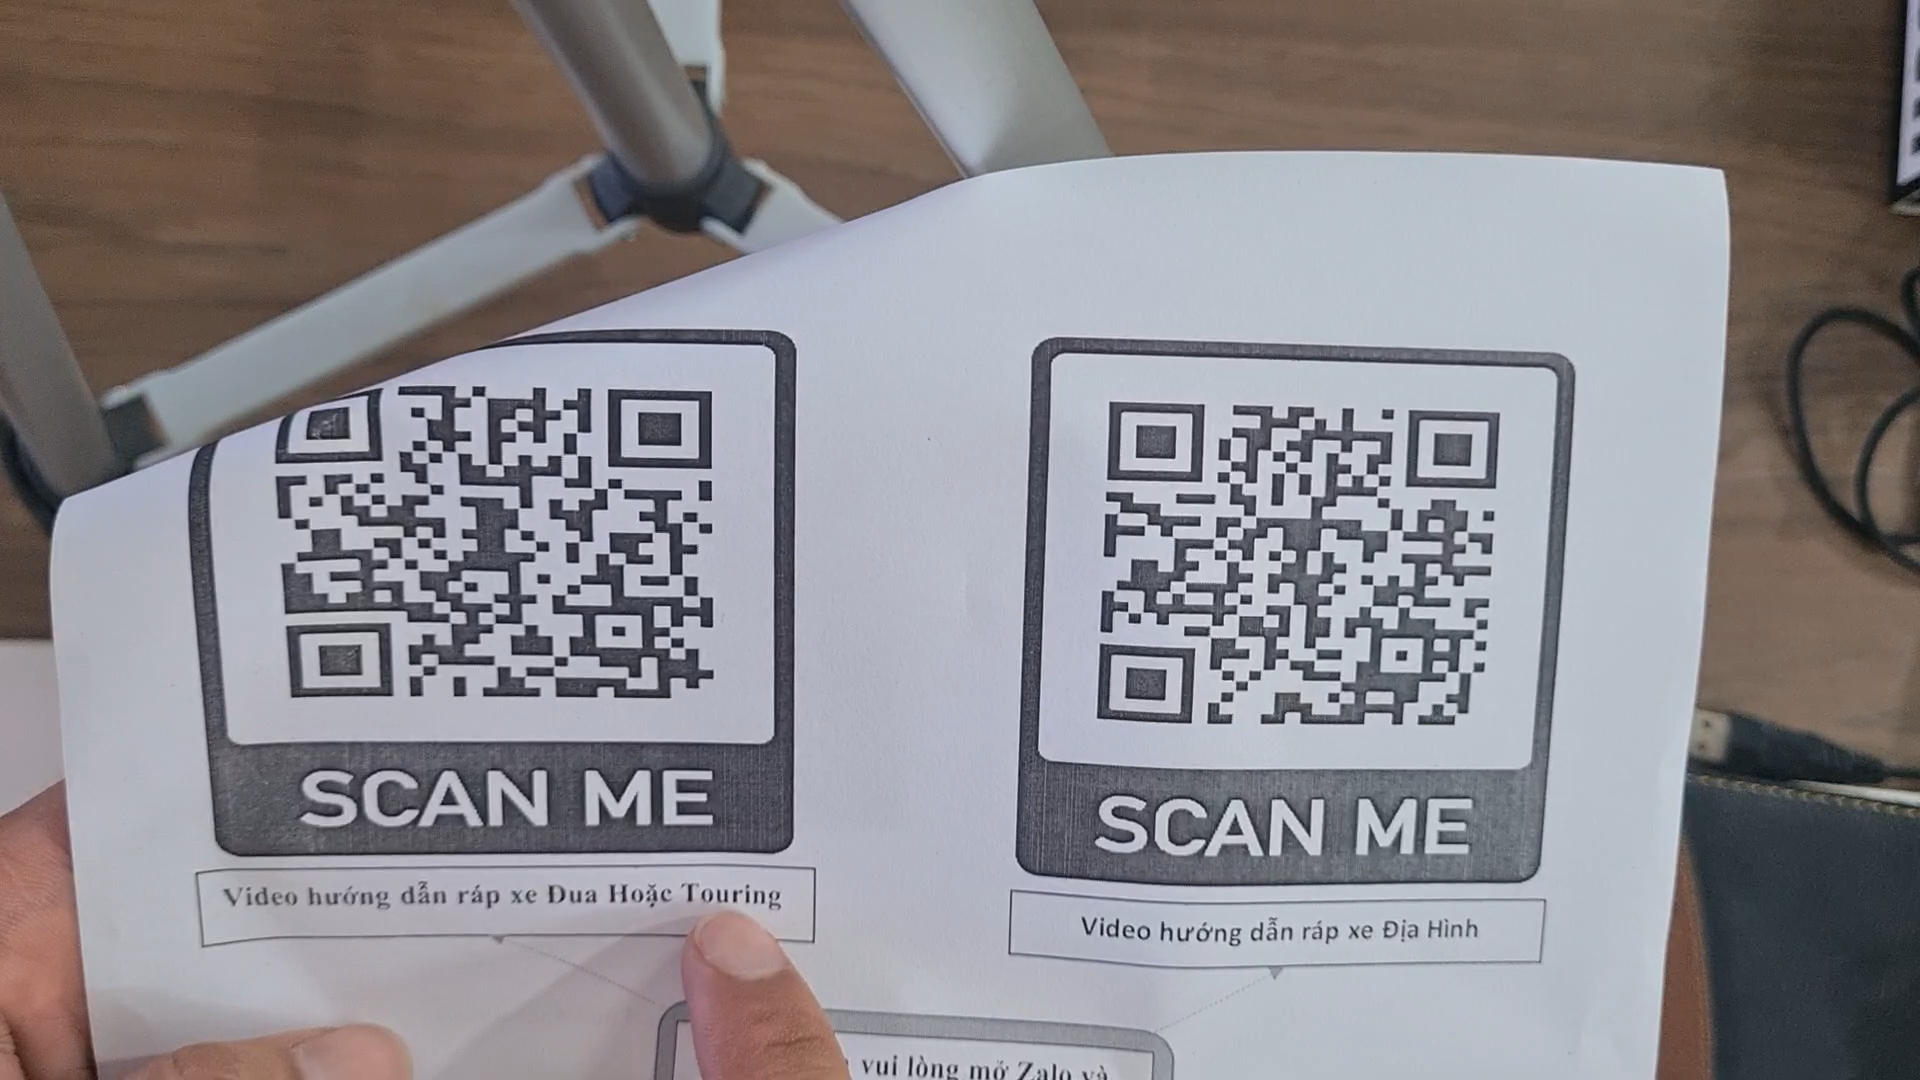 SCAN ME
SCAN ME
Video hướng dẫn ráp xe Đua Hoặc Touring
Video hướng dẫn ráp xe Địa Hình
vui lòng mở Zalo và